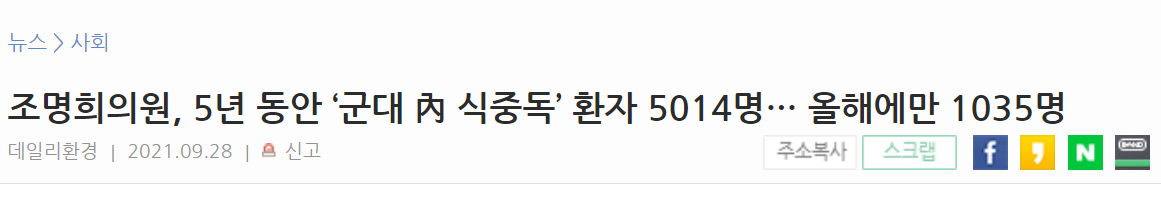 뉴스 > 사회
조명희의원, 5년 동안 ‘군대 內 식중독’ 환자 5014명… 올해에만 1035명
데일리환경 | 2021.09.28 | 신고 주소복사 스크랩 f N BAND